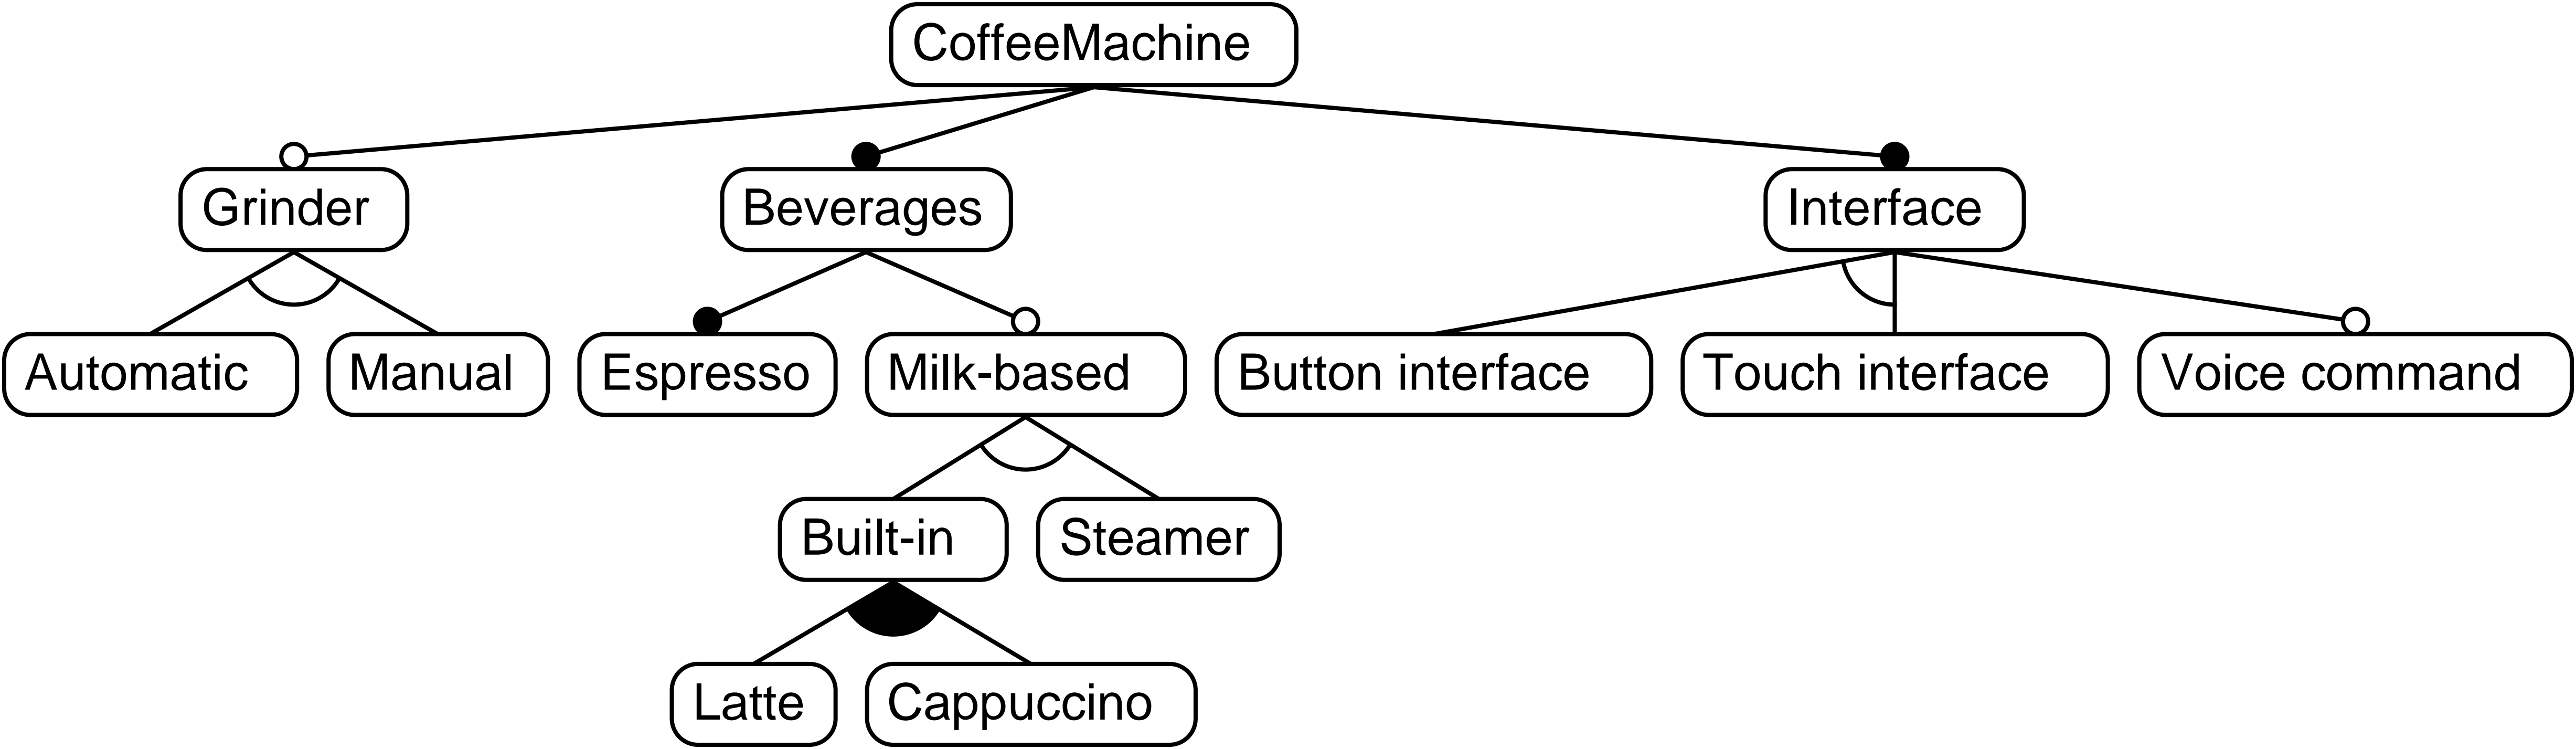 CoffeeMachine
Grinder
Beverages
Interface
Automatic
Manual
Espresso
Milk-based
Button interface
Touch interface
Voice command
Built-in
Steamer
Latte
Cappuccino